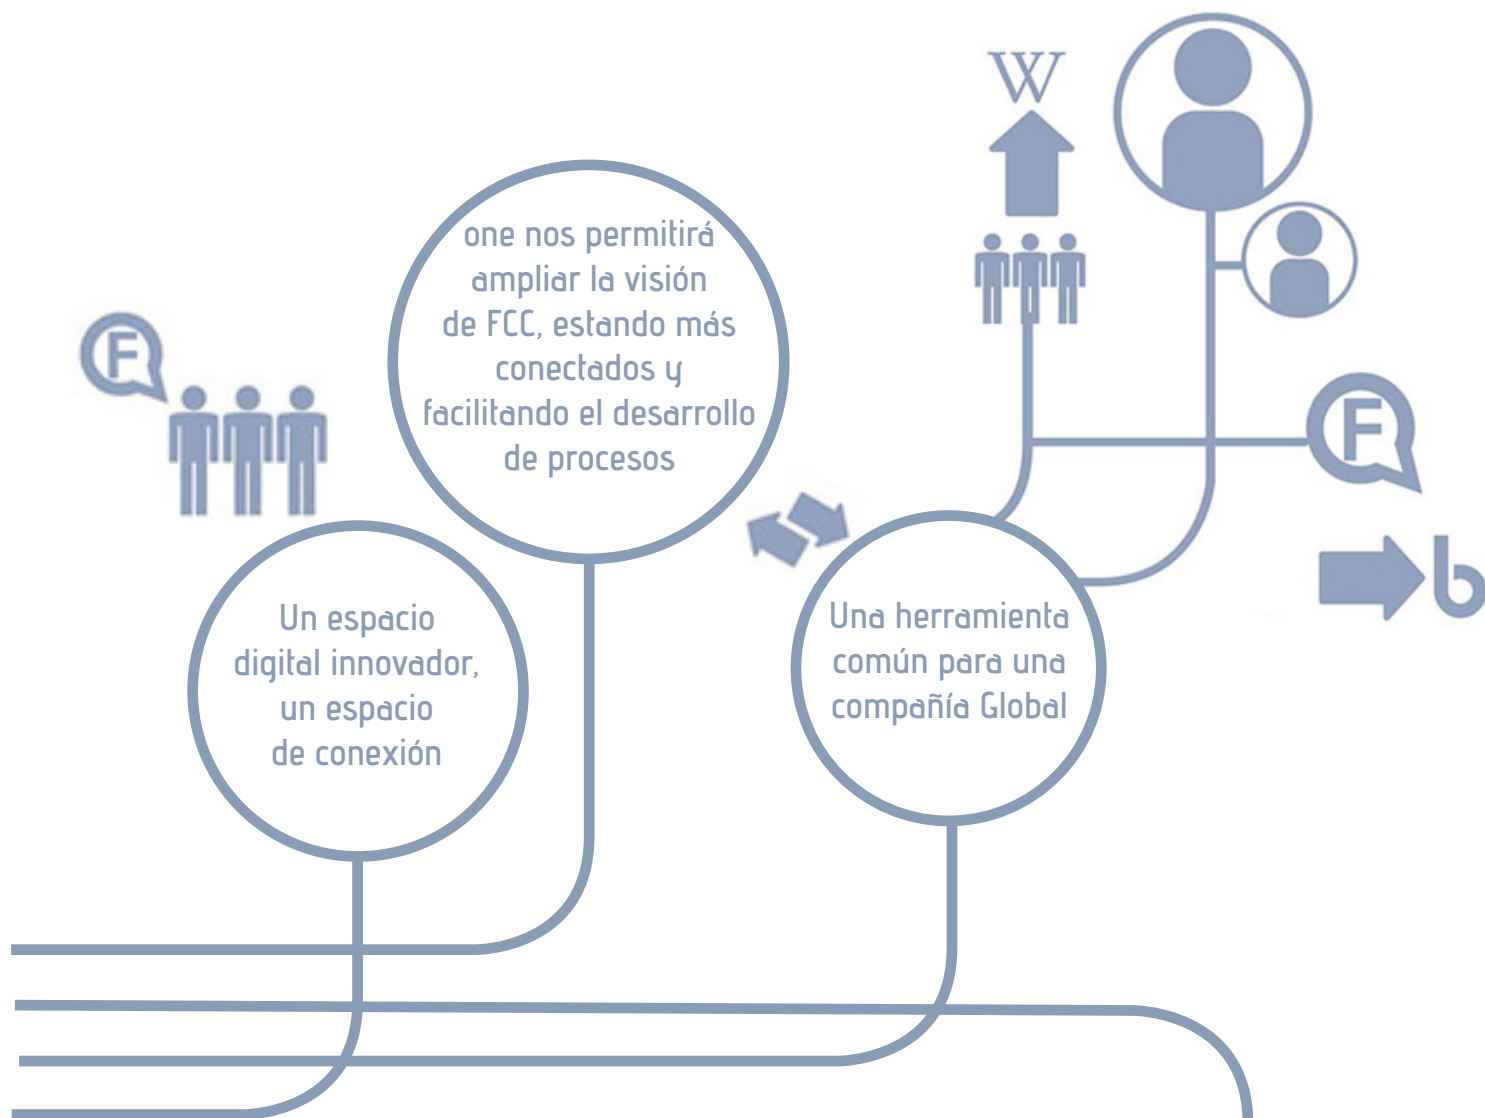 W
one nos permitirá
ampliar la visión
de FCC, estando más
conectados y
facilitando el desarrollo
de procesos
F
F
b
Un espacio
digital innovador,
un espacio
de conexión
Una herramienta
común para una
compañía Global